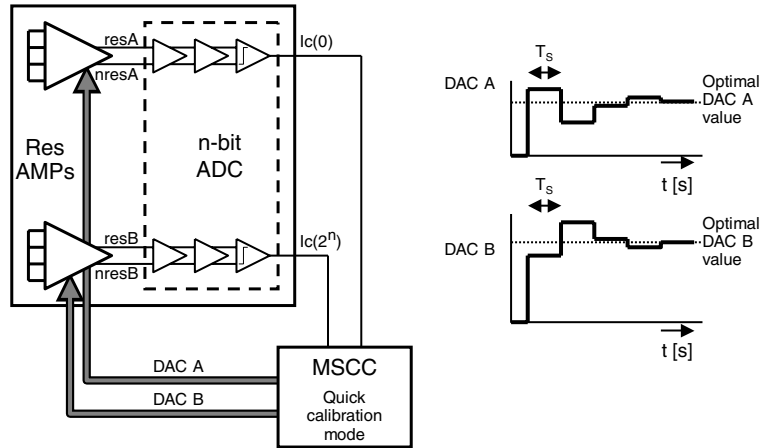 resA
nresA
Ic(0)
Res
AMPs
n-bit
ADC
resB
nresB
Ic(2^n)
DAC A
DAC B
MSCC
Quick
calibration
mode
DAC A
T_S
Optimal
DAC A
value
t [s]
DAC B
T_S
Optimal
DAC B
value
t [s]